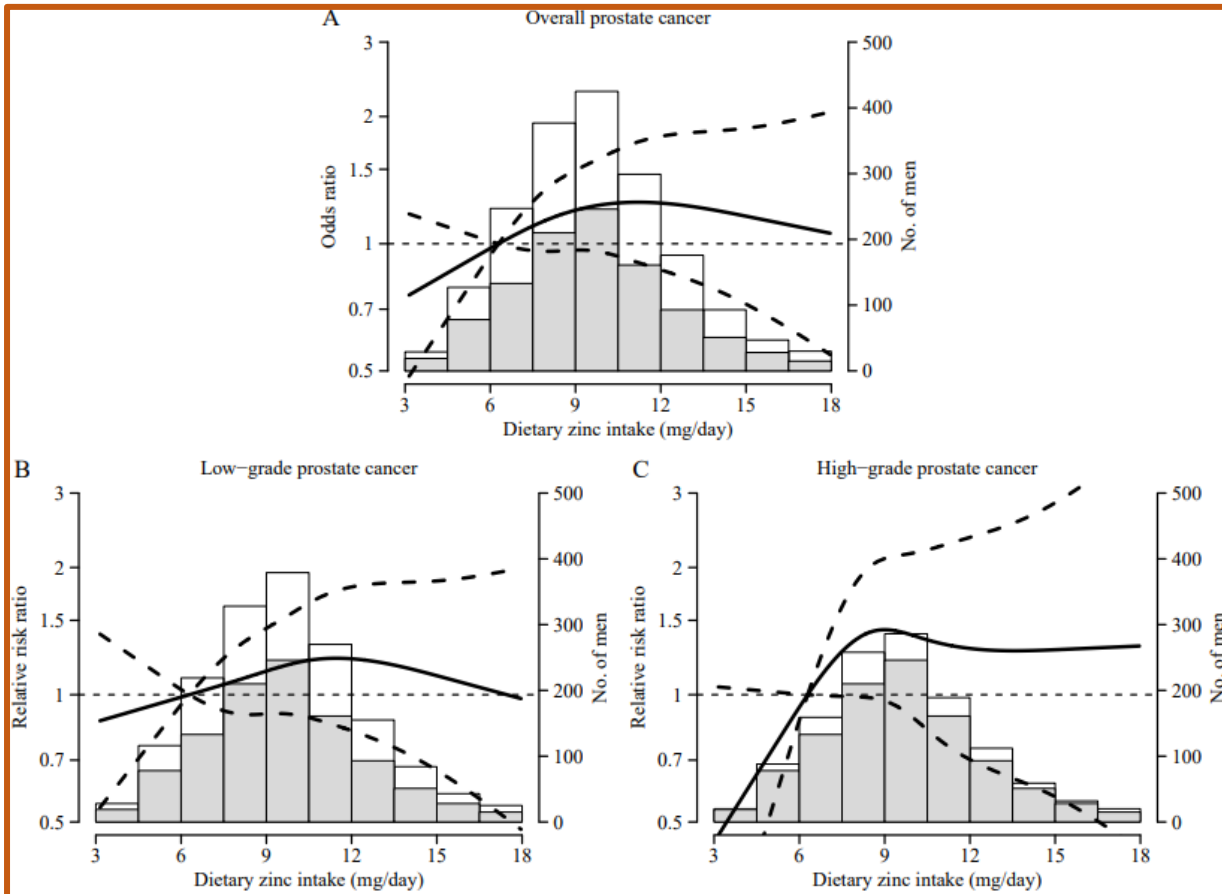 A
Overall prostate cancer
3
2
1.5
1
0.7
0.5
Odds ratio
500
400
300
200
100
0
No. of men
3 6 9 12 15 18
Dietary zinc intake (mg/day)
B
Low−grade prostate cancer
3
2
1.5
1
0.7
0.5
Relative risk ratio
500
400
300
200
100
0
No. of men
3 6 9 12 15 18
Dietary zinc intake (mg/day)
C
High−grade prostate cancer
3
2
1.5
1
0.7
0.5
Relative risk ratio
500
400
300
200
100
0
No. of men
3 6 9 12 15 18
Dietary zinc intake (mg/day)